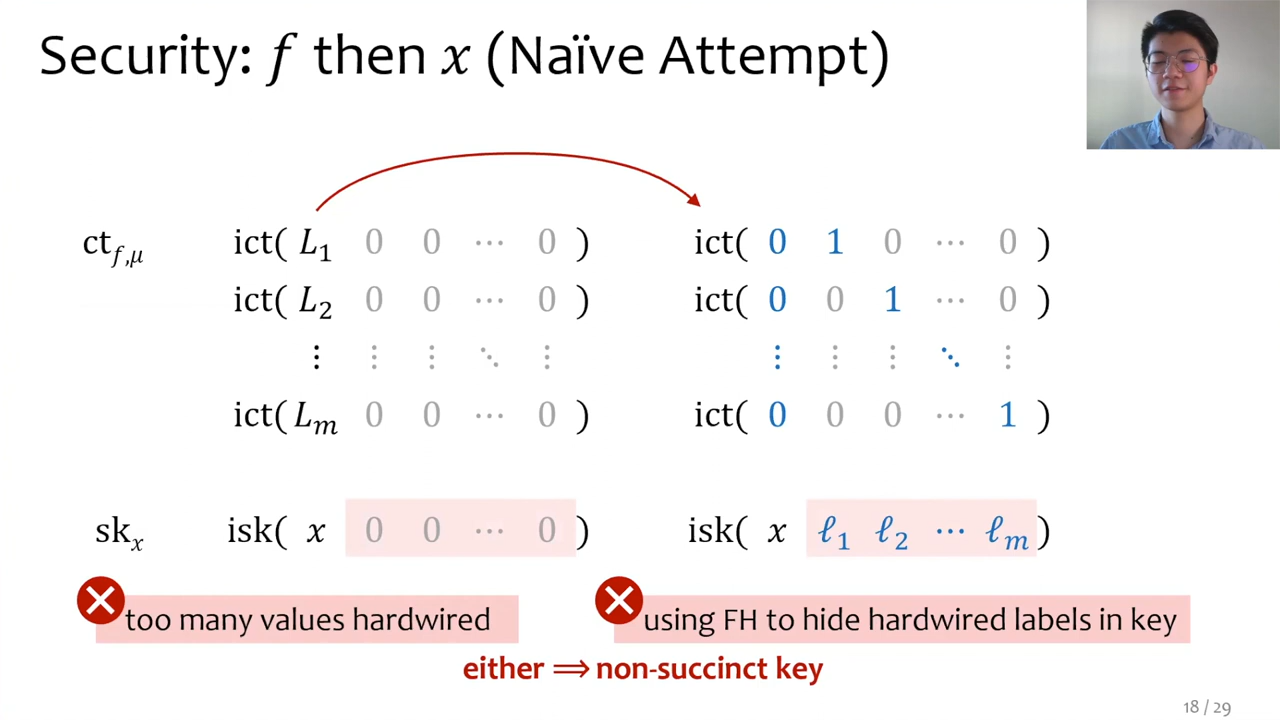 Security: 𝑓 then 𝑥 (Naïve Attempt)
ct_{𝑓,𝜇} ict( 𝐿_1 0 0 ⋯ 0 ) ict( 0 1 0 ⋯ 0 )
ict( 𝐿_2 0 0 ⋯ 0 ) ict( 0 0 1 ⋯ 0 )
⋮ ⋮ ⋮ ⋱ ⋮ ⋮ ⋮ ⋮ ⋱ ⋮
ict( 𝐿_𝑚 0 0 ⋯ 0 ) ict( 0 0 0 ⋯ 1 )
sk_𝑥 isk( 𝑥 0 0 ⋯ 0 ) isk( 𝑥 ℓ_1 ℓ_2 ⋯ ℓ_𝑚 )
too many values hardwired
using FH to hide hardwired labels in key
either ⟹ non-succinct key
18 / 29